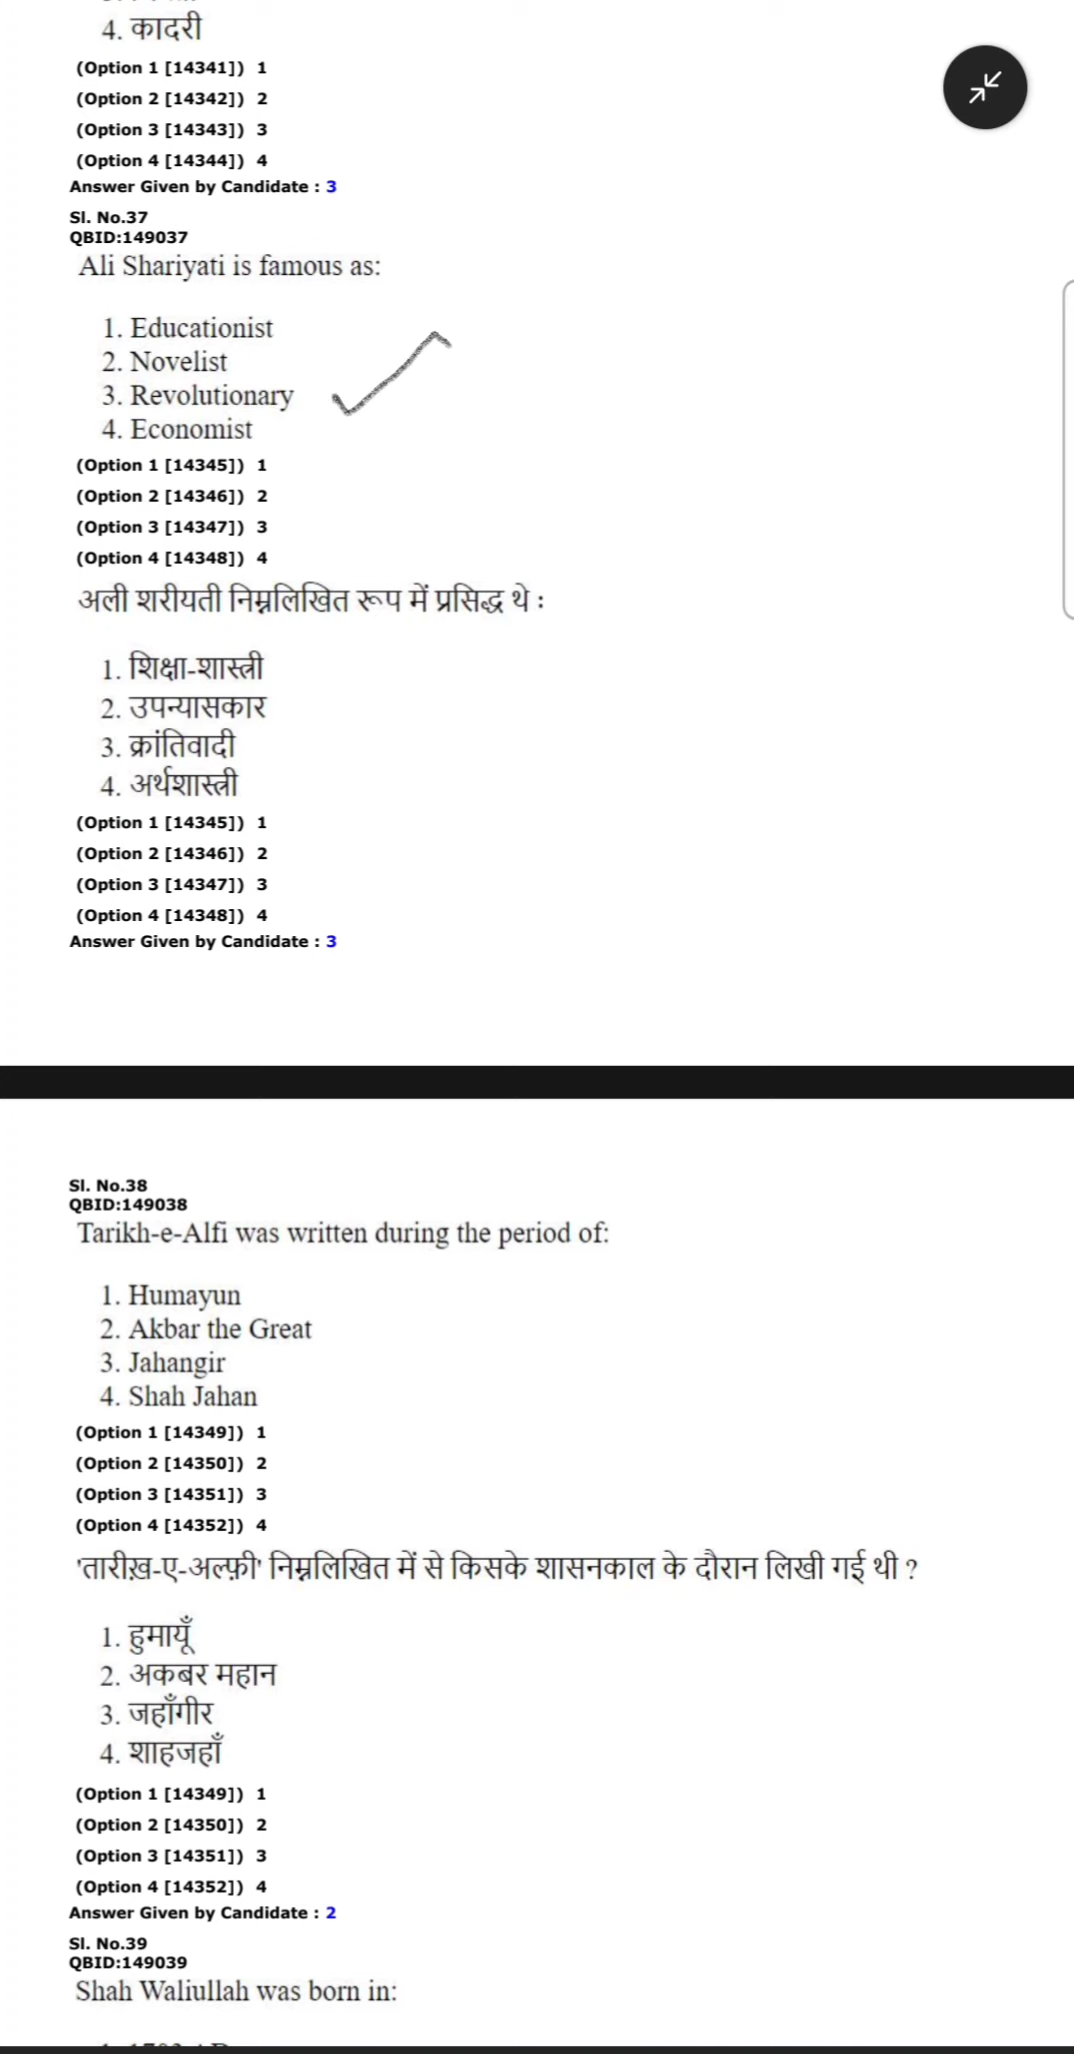 4. कादरी
(Option 1 [14341]) 1
(Option 2 [14342]) 2
(Option 3 [14343]) 3
(Option 4 [14344]) 4
Answer Given by Candidate : 3
Sl. No.37
QBID:149037
Ali Shariyati is famous as:
1. Educationist
2. Novelist
3. Revolutionary
4. Economist
(Option 1 [14345]) 1
(Option 2 [14346]) 2
(Option 3 [14347]) 3
(Option 4 [14348]) 4
अली शरीयती निम्नलिखित रूप में प्रसिद्ध थे :
1. शिक्षा-शास्त्री
2. उपन्यासकार
3. क्रांतिवादी
4. अर्थशास्त्री
(Option 1 [14345]) 1
(Option 2 [14346]) 2
(Option 3 [14347]) 3
(Option 4 [14348]) 4
Answer Given by Candidate : 3
Sl. No.38
QBID:149038
Tarikh-e-Alfi was written during the period of:
1. Humayun
2. Akbar the Great
3. Jahangir
4. Shah Jahan
(Option 1 [14349]) 1
(Option 2 [14350]) 2
(Option 3 [14351]) 3
(Option 4 [14352]) 4
'तारीख़-ए-अल्फ़ी' निम्नलिखित में से किसके शासनकाल के दौरान लिखी गई थी ?
1. हुमायूँ
2. अकबर महान
3. जहाँगीर
4. शाहजहाँ
(Option 1 [14349]) 1
(Option 2 [14350]) 2
(Option 3 [14351]) 3
(Option 4 [14352]) 4
Answer Given by Candidate : 2
Sl. No.39
QBID:149039
Shah Waliullah was born in: